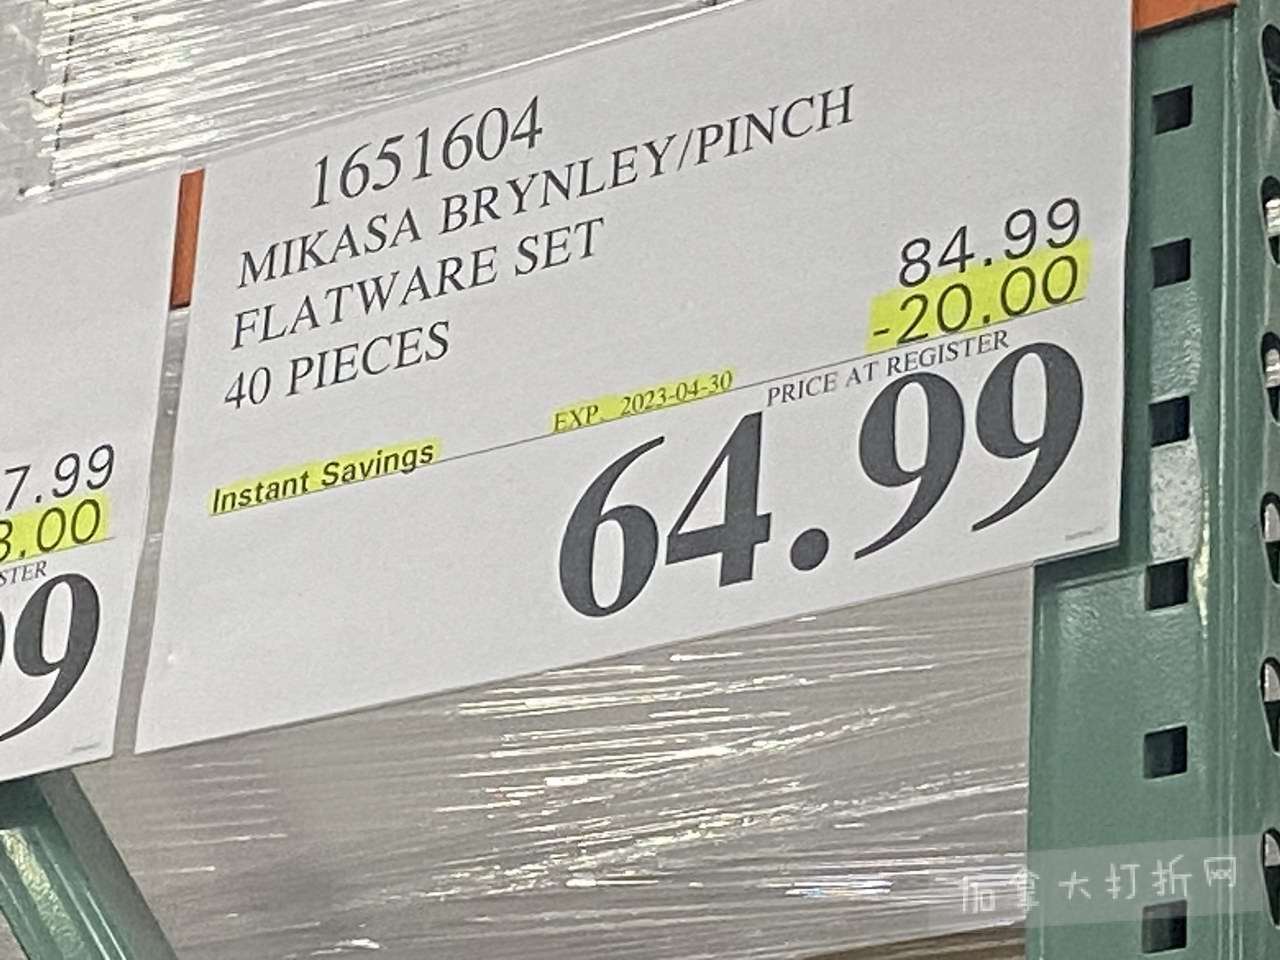 1651604
MIKASA BRYNLEY/PINCH
FLATWARE SET
40 PIECES
84.99
-20.00
EXP. 2023-04-30
PRICE AT REGISTER
Instant Savings
64.99
7.99
.00
STER
9
加拿大打折网